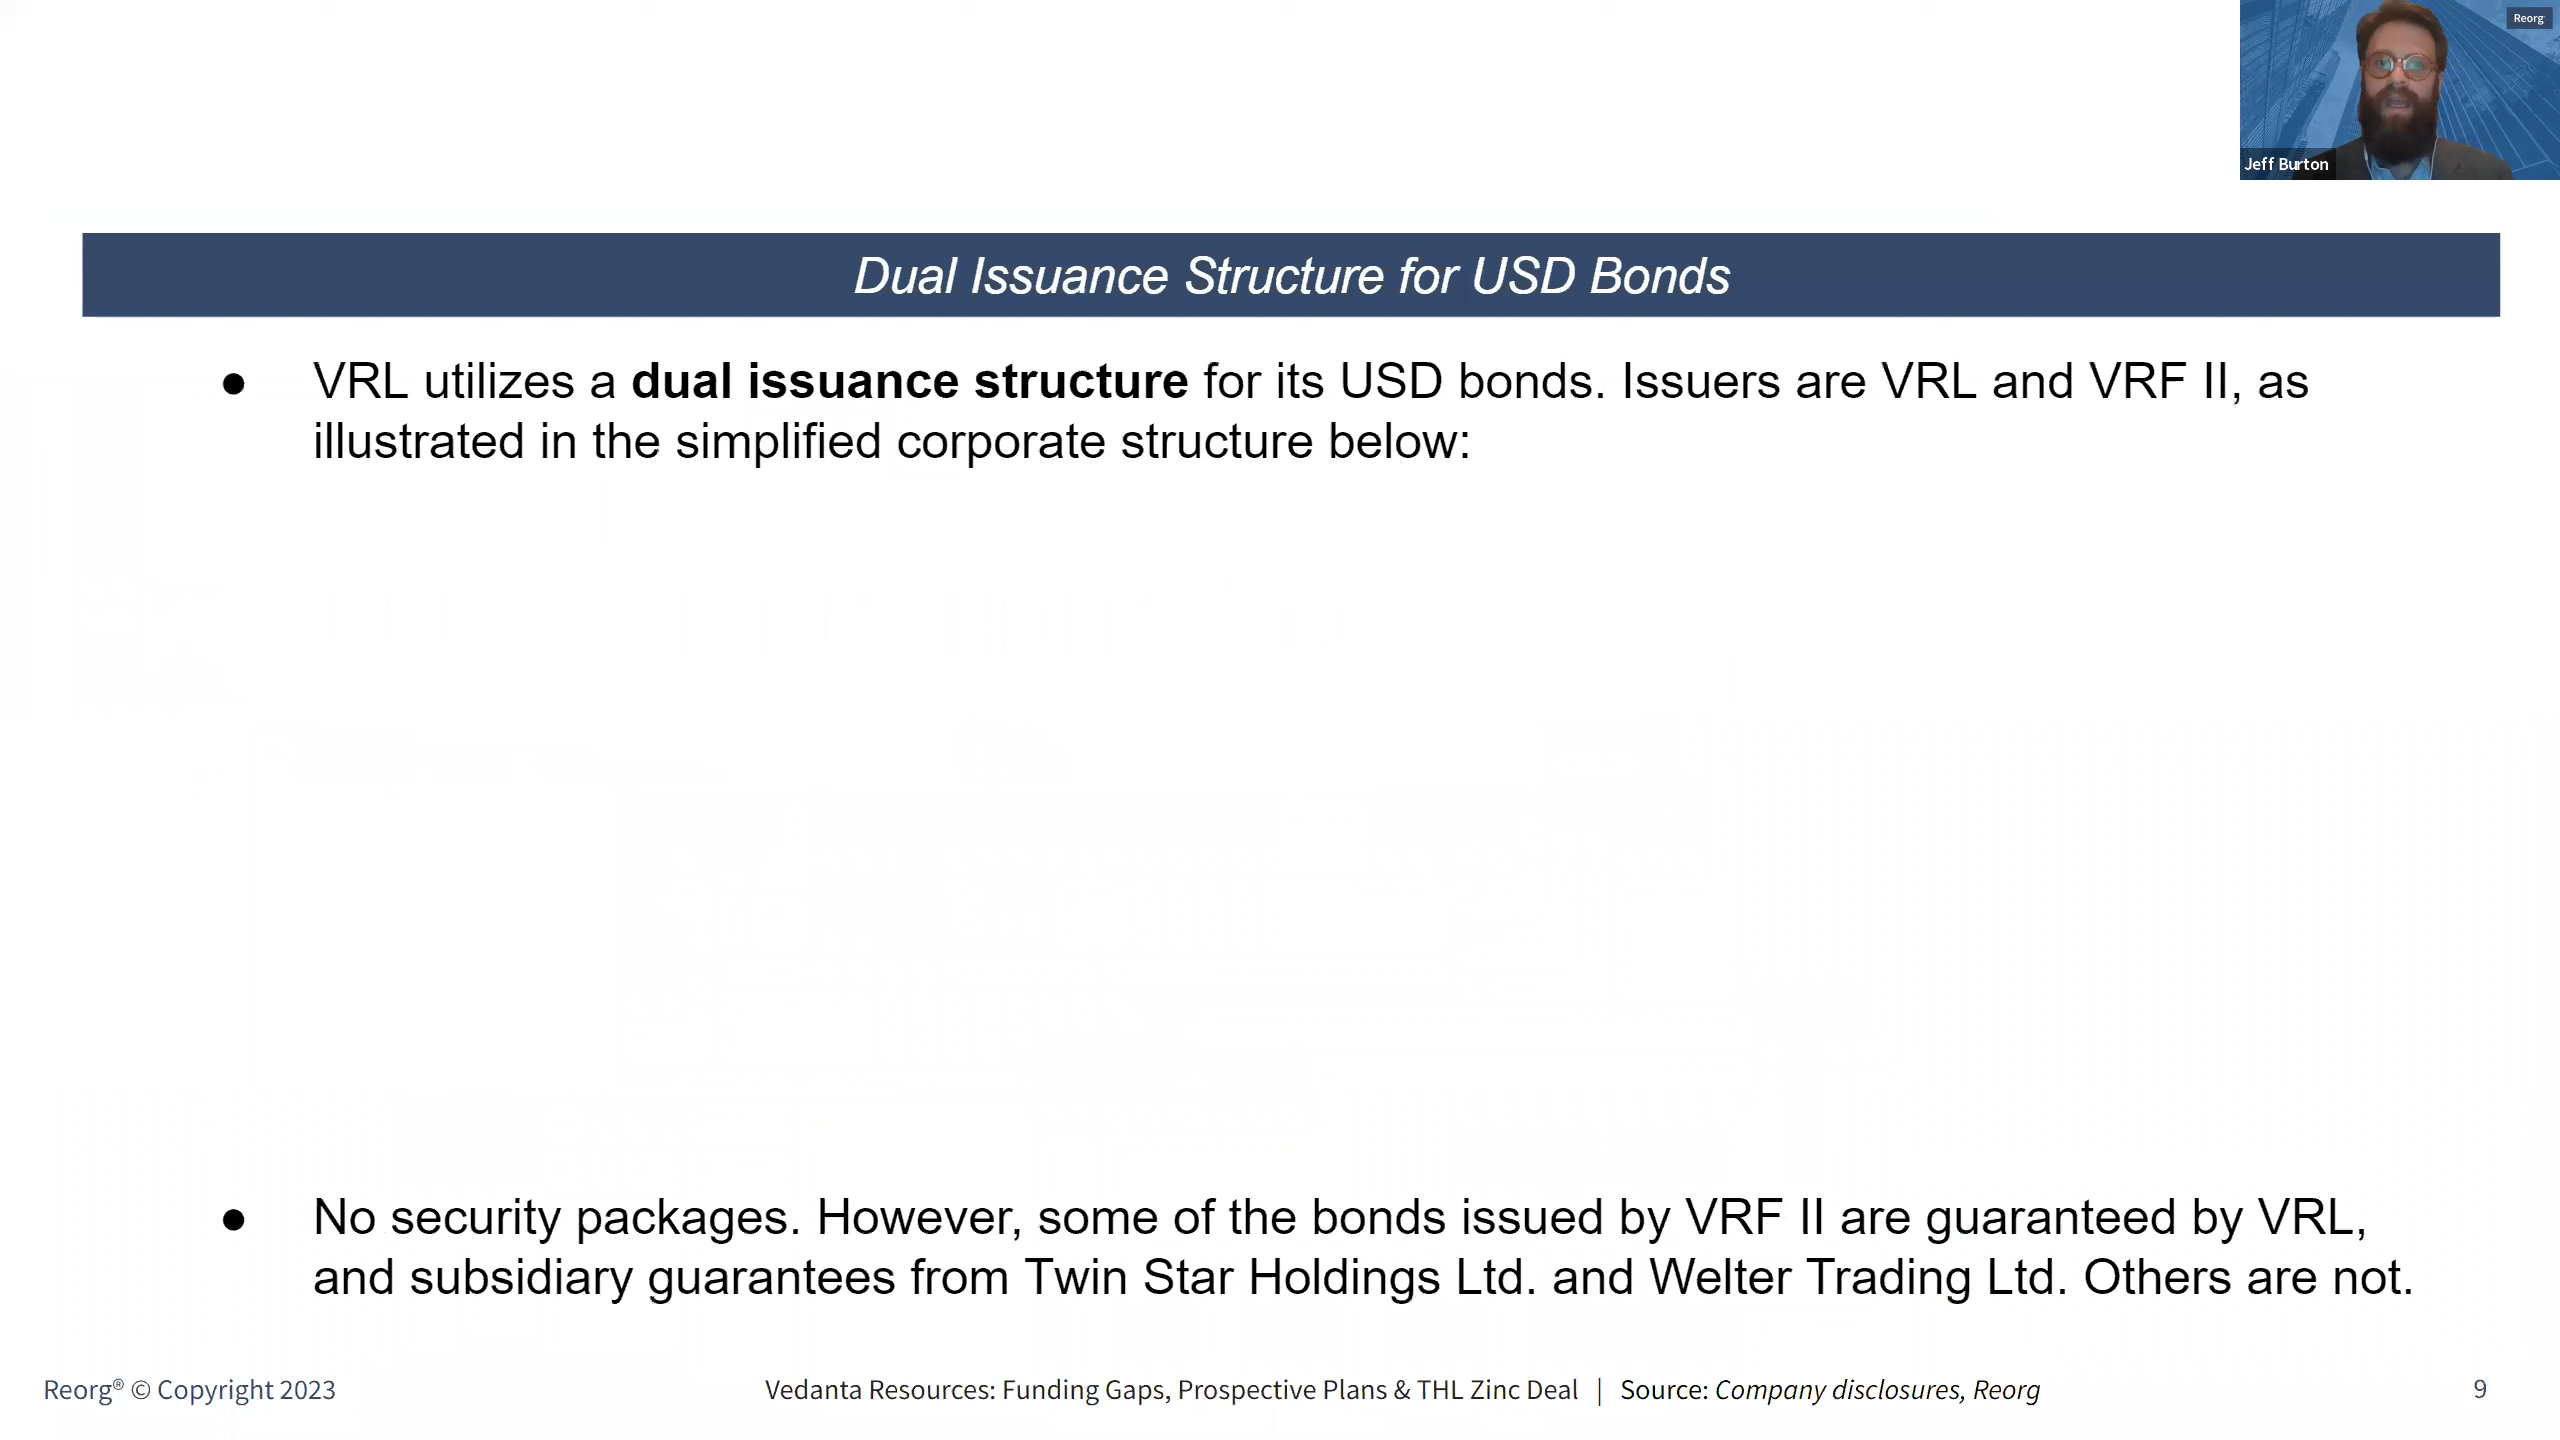 Reorg
Jeff Burton
Dual Issuance Structure for USD Bonds
● VRL utilizes a dual issuance structure for its USD bonds. Issuers are VRL and VRF II, as
illustrated in the simplified corporate structure below:
● No security packages. However, some of the bonds issued by VRF II are guaranteed by VRL,
and subsidiary guarantees from Twin Star Holdings Ltd. and Welter Trading Ltd. Others are not.
Reorg® © Copyright 2023
Vedanta Resources: Funding Gaps, Prospective Plans & THL Zinc Deal | Source: Company disclosures, Reorg
9